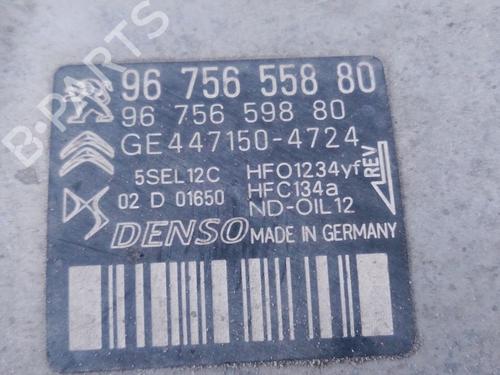 96 756 558 80
96 756 598 80
GE447150-4724
5SEL12C HFO1234yf
02 D 01650 HFC134a
ND-OIL12
REV
DENSO MADE IN GERMANY
B-PARTS